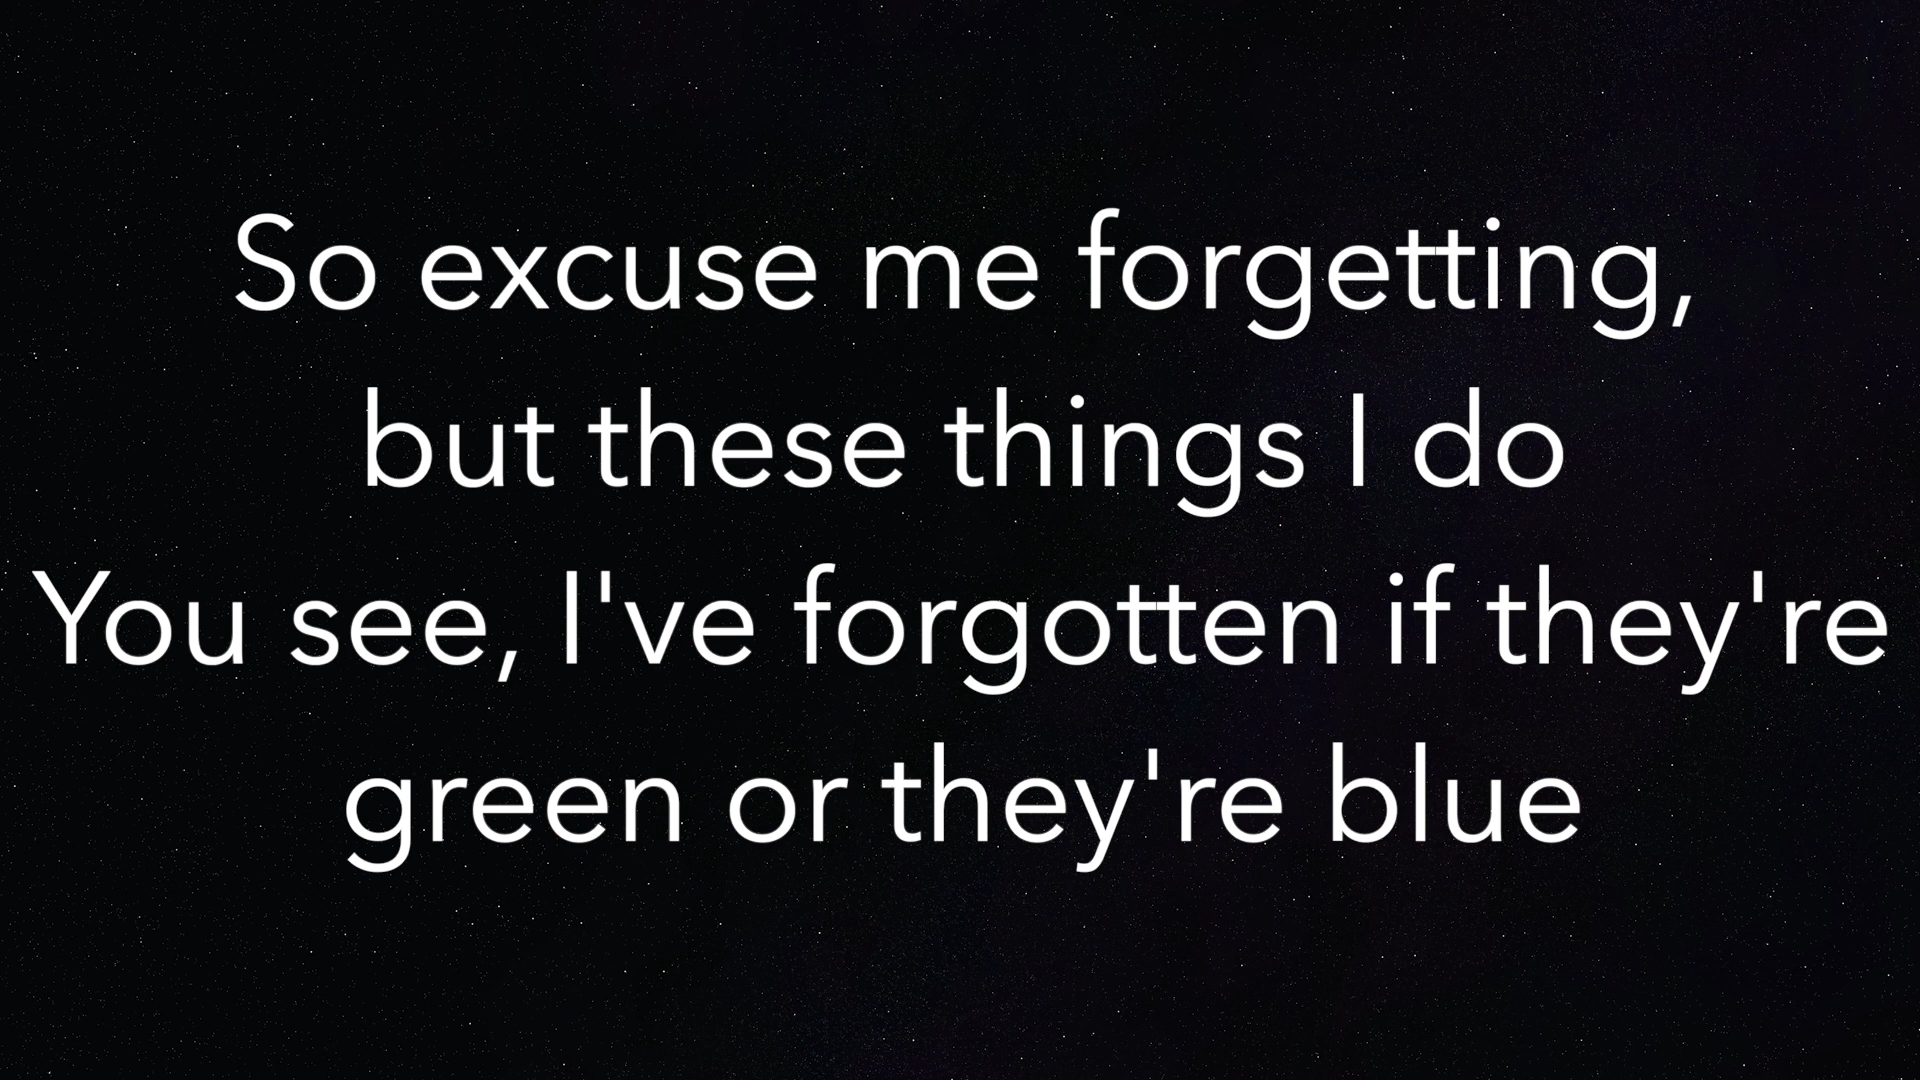 So excuse me forgetting,
but these things I do
You see, I've forgotten if they're
green or they're blue